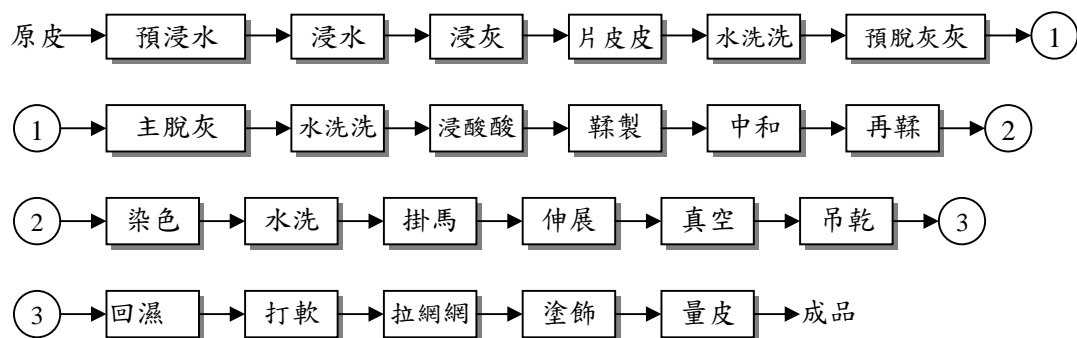 原皮 預浸水 浸水 浸灰 片皮皮 水洗洗 預脫灰灰 1
1 主脫灰 水洗洗 浸酸酸 鞣製 中和 再鞣 2
2 染色 水洗 掛馬 伸展 真空 吊乾 3
3 回濕 打軟 拉網網 塗飾 量皮 成品